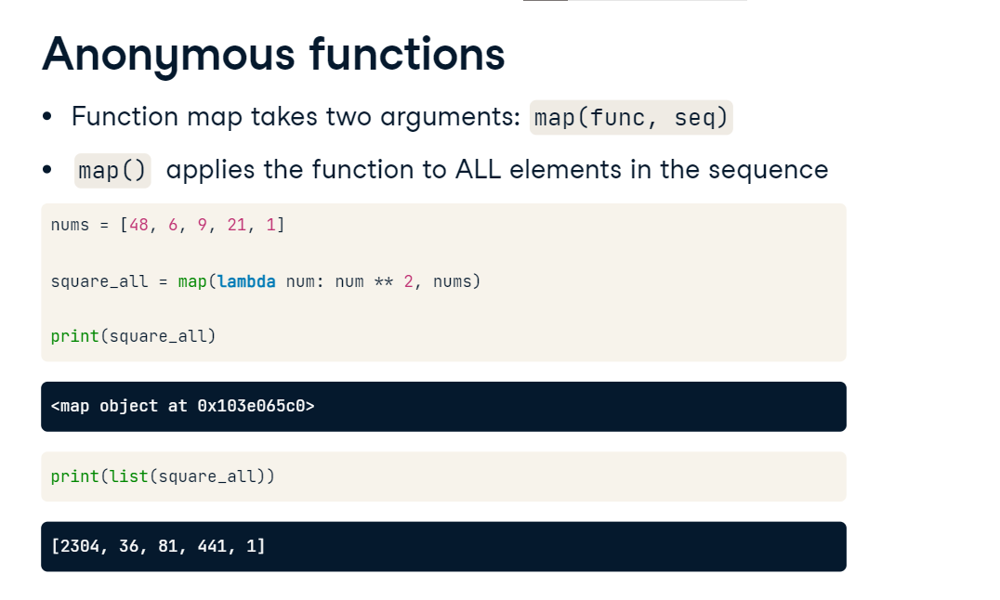 Anonymous functions
• Function map takes two arguments: map(func, seq)
• map() applies the function to ALL elements in the sequence
nums = [48, 6, 9, 21, 1]
square_all = map(lambda num: num ** 2, nums)
print(square_all)
<map object at 0x103e065c0>
print(list(square_all))
[2304, 36, 81, 441, 1]